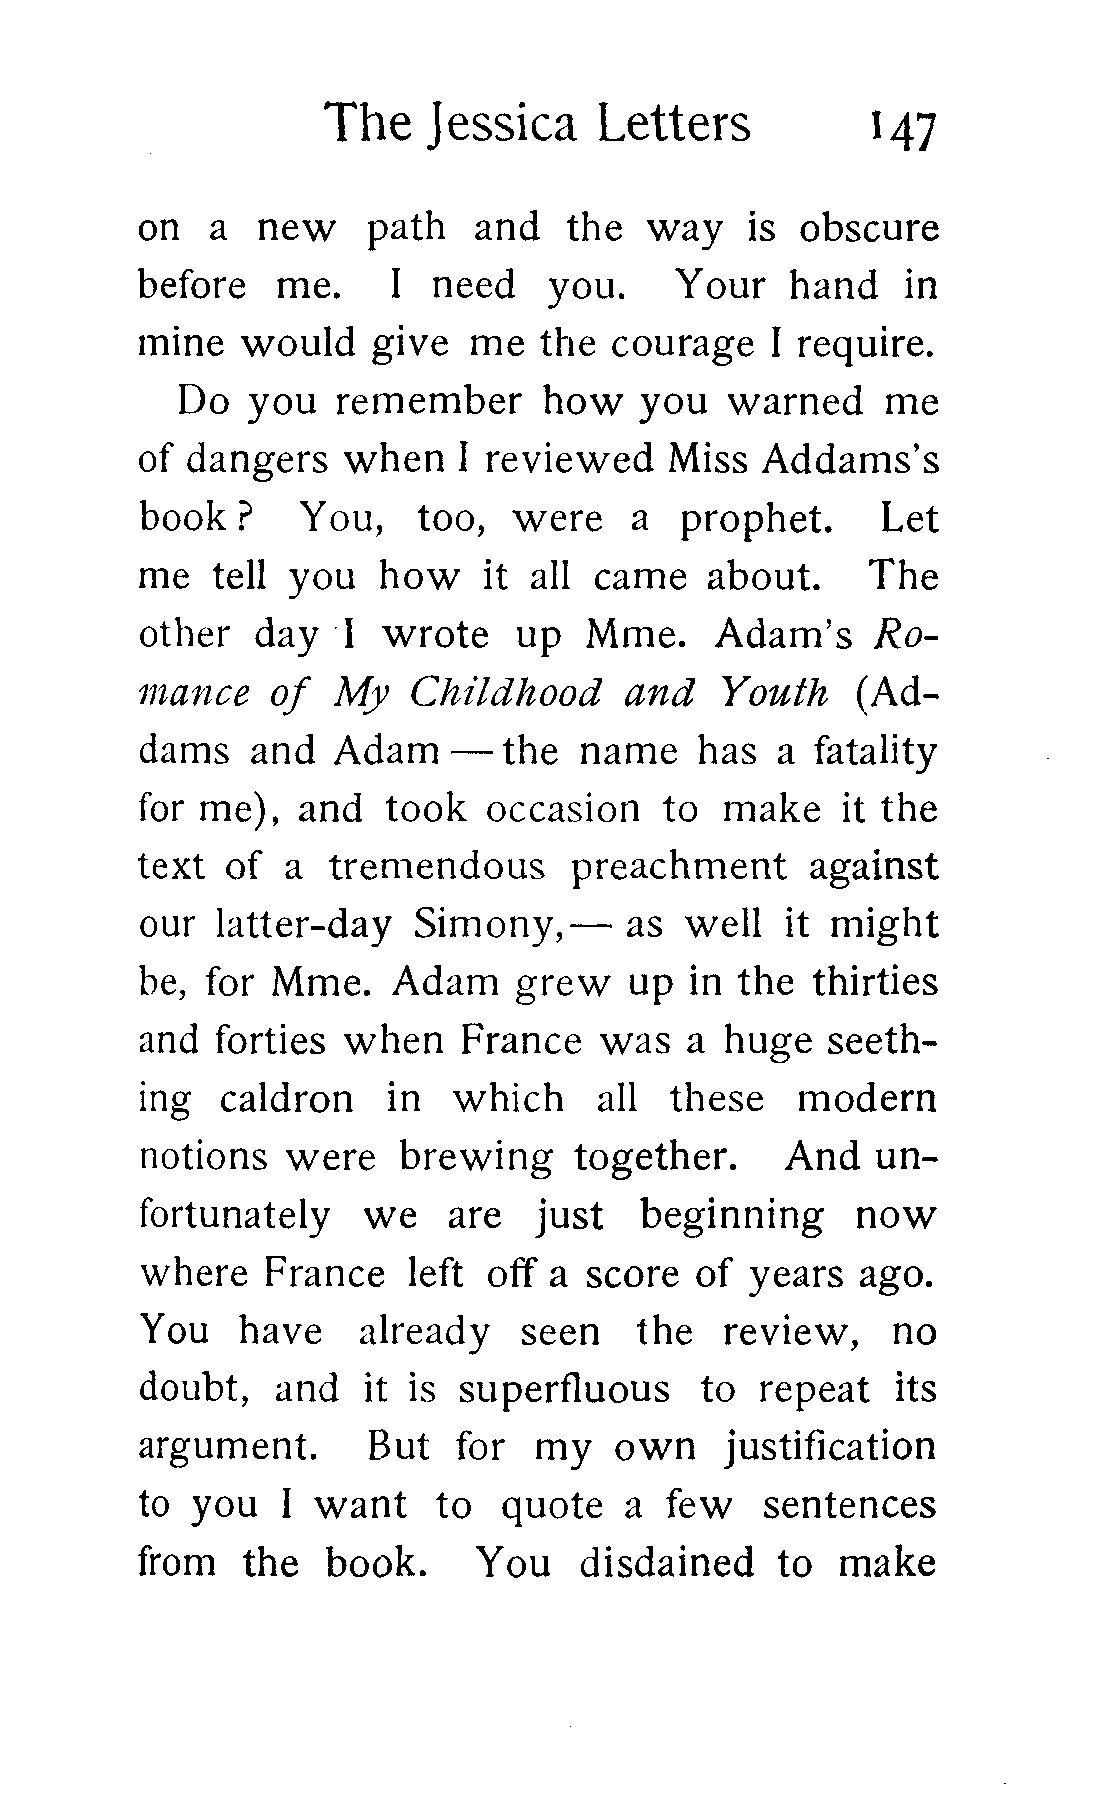 The Jessica Letters 147
on a new path and the way is obscure
before me. I need you. Your hand in
mine would give me the courage I require.
Do you remember how you warned me
of dangers when I reviewed Miss Addams's
book? You, too, were a prophet. Let
me tell you how it all came about. The
other day I wrote up Mme. Adam's Ro-
mance of My Childhood and Youth (Ad-
dams and Adam — the name has a fatality
for me), and took occasion to make it the
text of a tremendous preachment against
our latter-day Simony,— as well it might
be, for Mme. Adam grew up in the thirties
and forties when France was a huge seeth-
ing caldron in which all these modern
notions were brewing together. And un-
fortunately we are just beginning now
where France left off a score of years ago.
You have already seen the review, no
doubt, and it is superfluous to repeat its
argument. But for my own justification
to you I want to quote a few sentences
from the book. You disdained to make